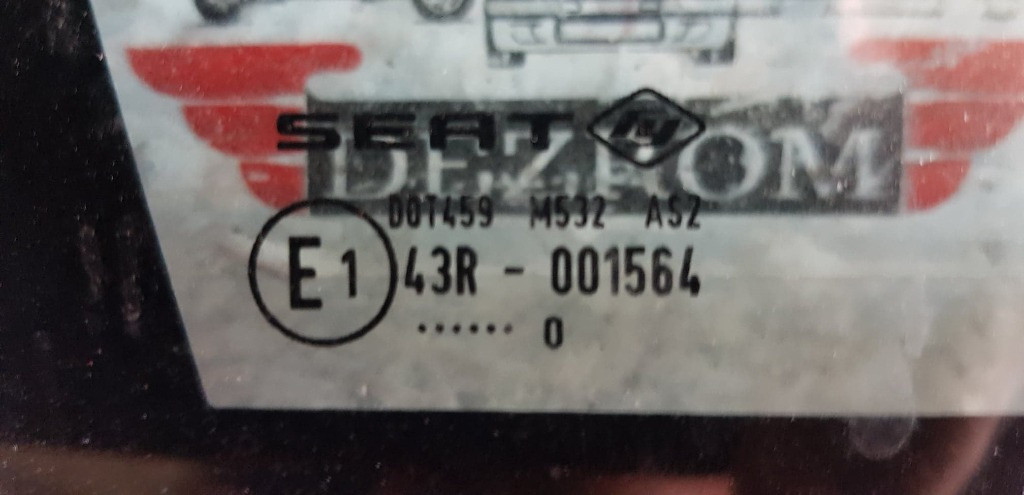 SEAT
DEZROM
DOT459 M532 AS2
E1 43R - 001564
...... 0